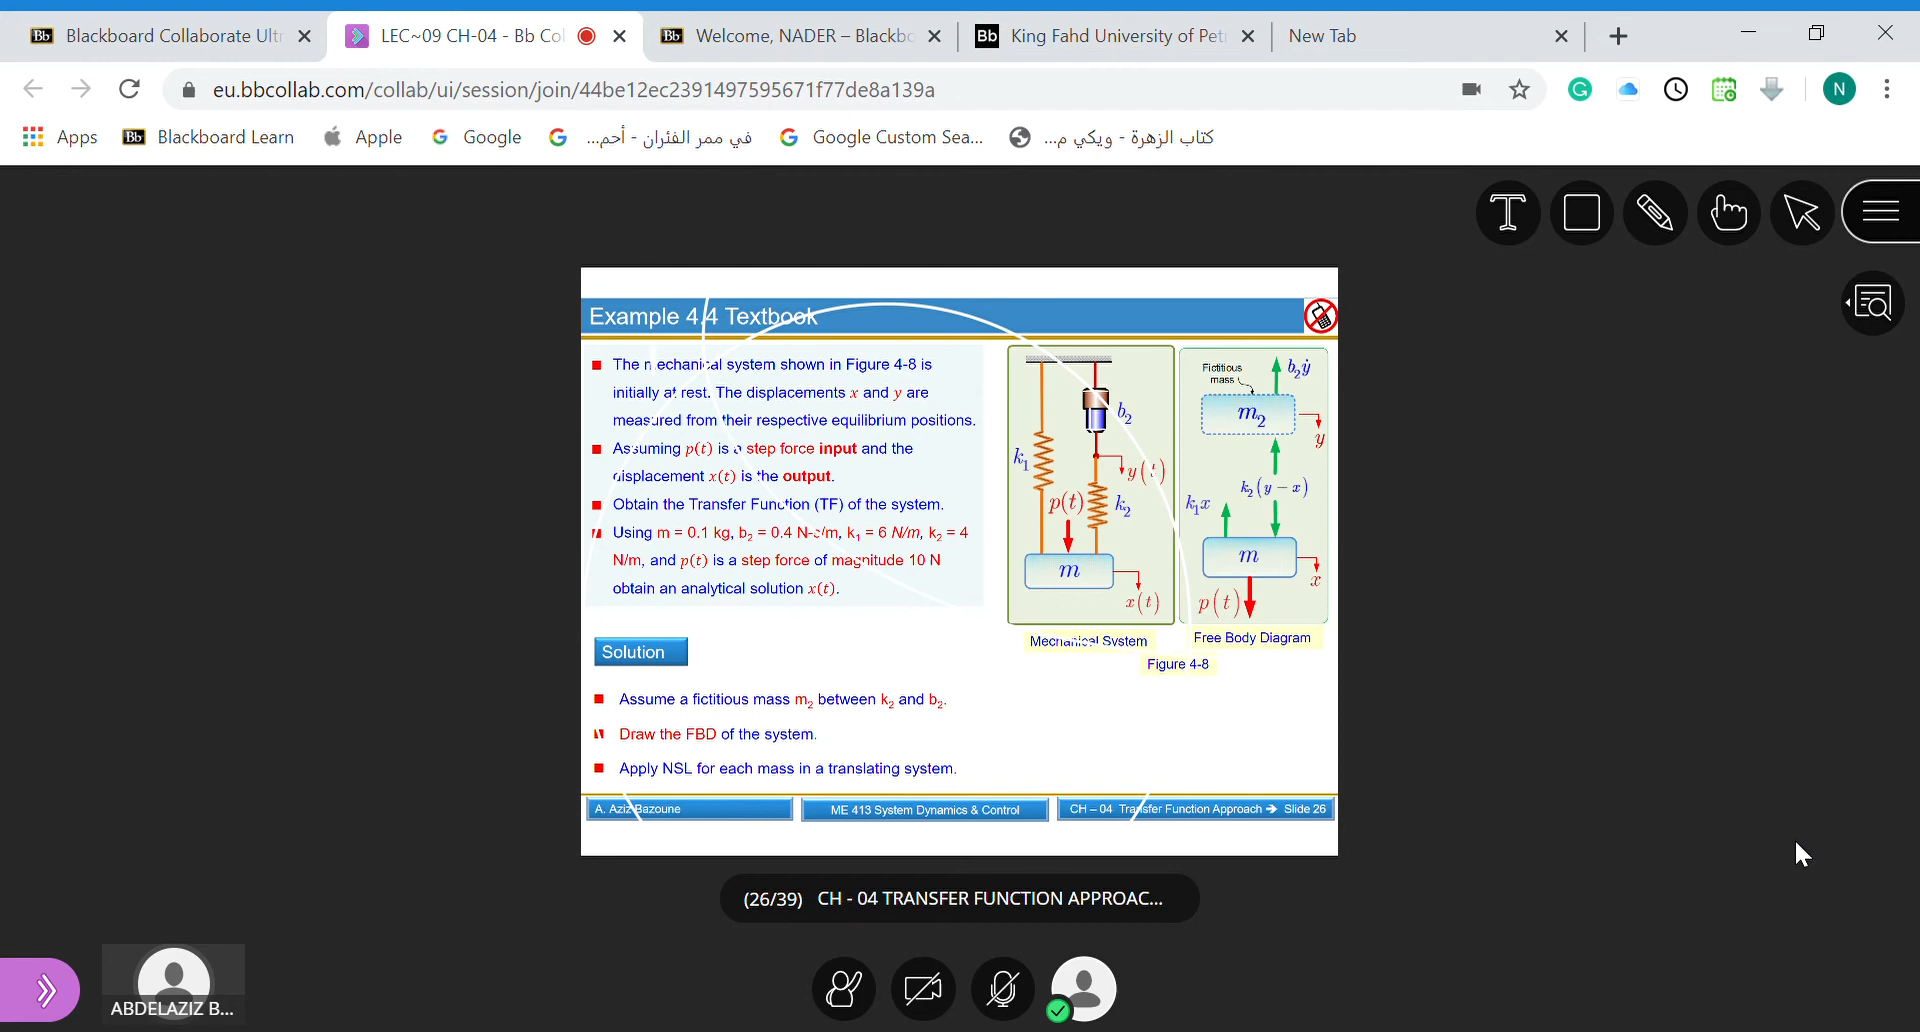 Blackboard Collaborate Ult
LEC~09 CH-04 - Bb Co
Welcome, NADER – Blackb
King Fahd University of Pet
New Tab
eu.bbcollab.com/collab/ui/session/join/44be12ec2391497595671f77de8a139a
N
Apps
Blackboard Learn
Apple
Google
في ممر الفئران - أحم...
Google Custom Sea...
كتاب الزهرة - ويكي م...
Example 4.4 Textbook
The mechanical system shown in Figure 4-8 is
initially at rest. The displacements x and y are
measured from their respective equilibrium positions.
Assuming p(t) is a step force input and the
displacement x(t) is the output.
Obtain the Transfer Function (TF) of the system.
Using m = 0.1 kg, b₂ = 0.4 N-s/m, k₁ = 6 N/m, k₂ = 4
N/m, and p(t) is a step force of magnitude 10 N
obtain an analytical solution x(t).
k₁
b₂
y(t)
p(t)
k₂
m
x(t)
Mechanical System
Fictitious
mass
b₂ẏ
m₂
y
k₂(y − x)
k₁x
m
x
p(t)
Free Body Diagram
Figure 4-8
Solution
Assume a fictitious mass m₂ between k₂ and b₂.
Draw the FBD of the system.
Apply NSL for each mass in a translating system.
A. Aziz Bazoune
ME 413 System Dynamics & Control
CH – 04 Transfer Function Approach → Slide 26
(26/39) CH - 04 TRANSFER FUNCTION APPROAC...
ABDELAZIZ B...